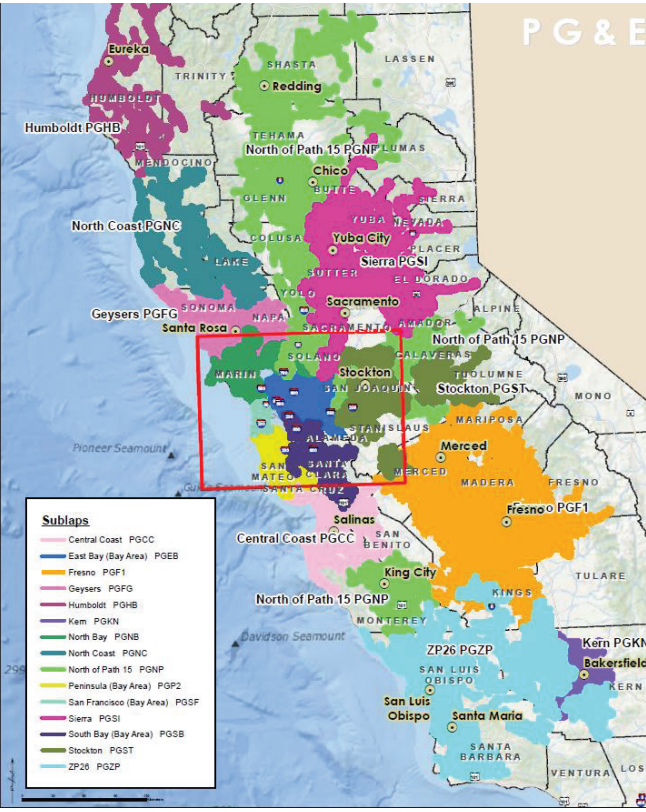 PG&E
Eureka
TRINITY
SHASTA
LASSEN
Redding
HUMBOLDT
Humboldt PGHB
TEHAMA
North of Path 15 PGNP
PLUMAS
MENDOCINO
Chico
BUTTE
GLENN
SIERRA
North Coast PGNC
YUBA
NEVADA
COLUSA
Yuba City
PLACER
LAKE
Sierra PGSI
SUTTER
EL DORADO
YOLO
Geysers PGFG
SONOMA
NAPA
Sacramento
ALPINE
Santa Rosa
SACRAMENTO
AMADOR
North of Path 15 PGNP
SOLANO
CALAVERAS
MARIN
Stockton
TUOLUMNE
SAN JOAQUIN
Stockton PGST
MONO
MARIPOSA
STANISLAUS
ALAMEDA
Pioneer Seamount
Merced
SAN MATEO
SANTA CLARA
MERCED
MADERA
FRESNO
SANTA CRUZ
Fresno
PGF1
Salinas
Central Coast PGCC
SAN BENITO
King City
TULARE
KINGS
North of Path 15 PGNP
MONTEREY
Davidson Seamount
ZP26 PGZP
Kern PGKN
SAN LUIS OBISPO
Bakersfield
KERN
San Luis Obispo
Santa Maria
SANTA BARBARA
VENTURA
LOS
Sublaps
Central Coast PGCC
East Bay (Bay Area) PGEB
Fresno PGF1
Geysers PGFG
Humboldt PGHB
Kern PGKN
North Bay PGNB
North Coast PGNC
North of Path 15 PGNP
Peninsula (Bay Area) PGP2
San Francisco (Bay Area) PGSF
Sierra PGSI
South Bay (Bay Area) PGSB
Stockton PGST
ZP26 PGZP